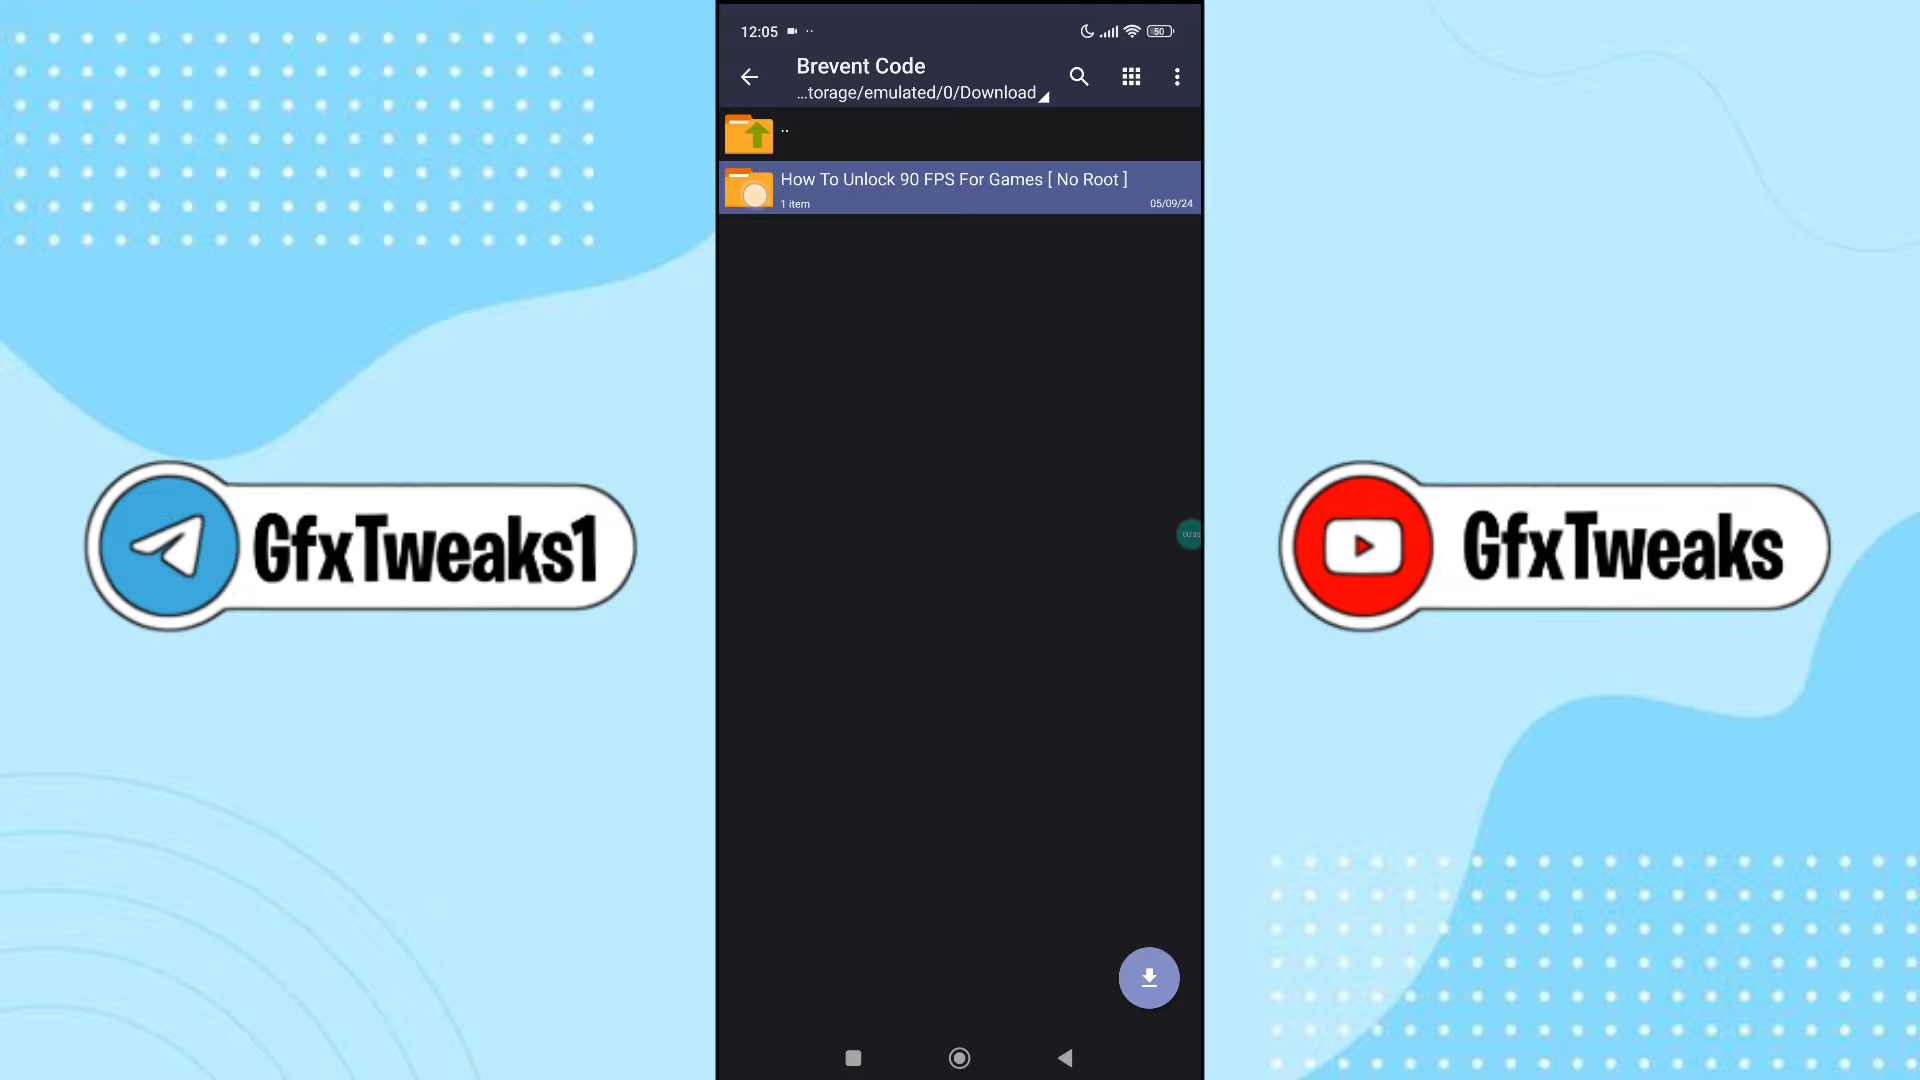 12:05
50
Brevent Code
...torage/emulated/0/Download
..
How To Unlock 90 FPS For Games [ No Root ]
1 item
05/09/24
GfxTweaks1
GfxTweaks